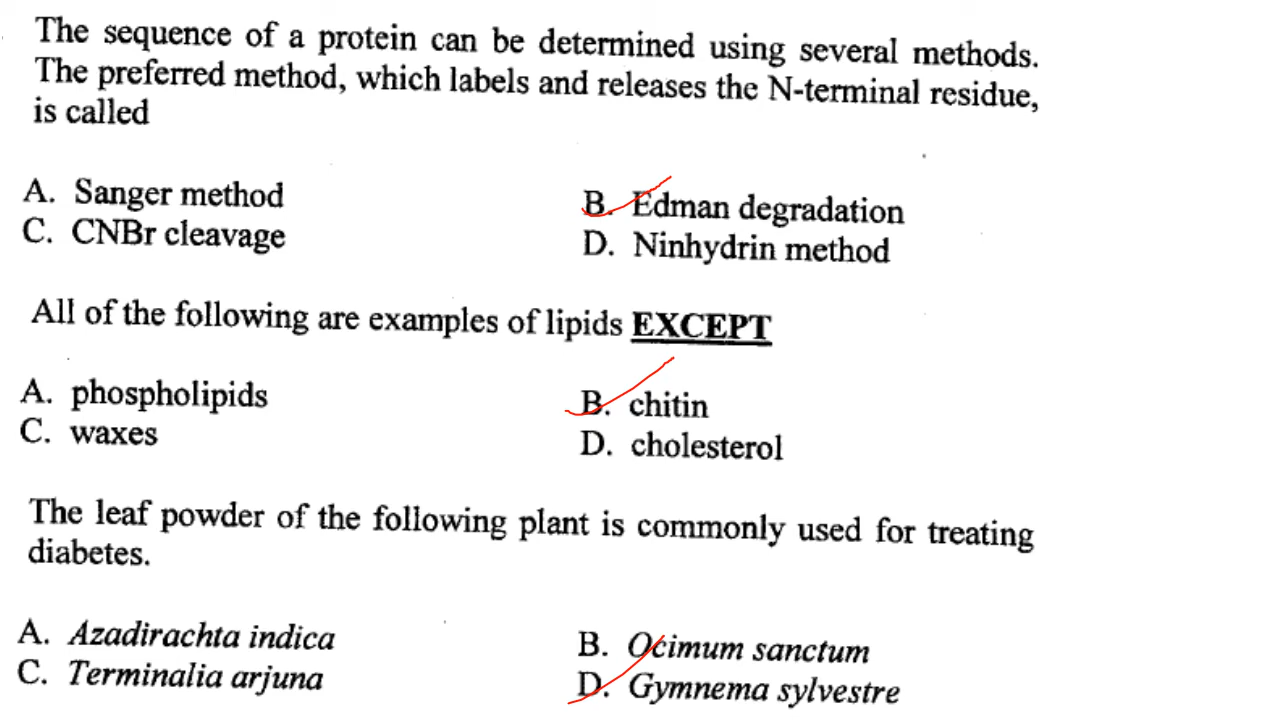 The sequence of a protein can be determined using several methods.
The preferred method, which labels and releases the N-terminal residue,
is called
A. Sanger method
B. Edman degradation
C. CNBr cleavage
D. Ninhydrin method
All of the following are examples of lipids EXCEPT
A. phospholipids
B. chitin
C. waxes
D. cholesterol
The leaf powder of the following plant is commonly used for treating
diabetes.
A. Azadirachta indica
B. Ocimum sanctum
C. Terminalia arjuna
D. Gymnema sylvestre